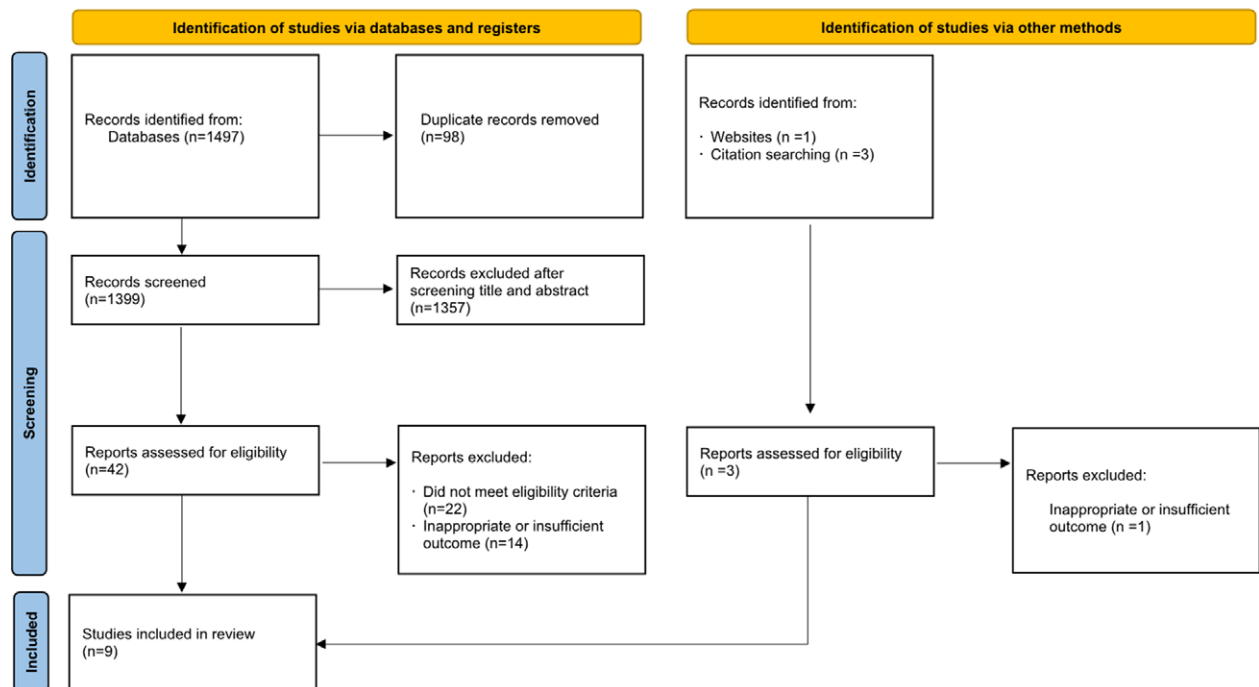 Identification of studies via databases and registers
Identification of studies via other methods
Identification
Records identified from:
Databases (n=1497)
Duplicate records removed
(n=98)
Records identified from:
· Websites (n =1)
· Citation searching (n =3)
Screening
Records screened
(n=1399)
Records excluded after
screening title and abstract
(n=1357)
Reports assessed for eligibility
(n=42)
Reports excluded:
· Did not meet eligibility criteria
(n=22)
· Inappropriate or insufficient
outcome (n=14)
Reports assessed for eligibility
(n =3)
Reports excluded:
Inappropriate or insufficient
outcome (n =1)
Included
Studies included in review
(n=9)